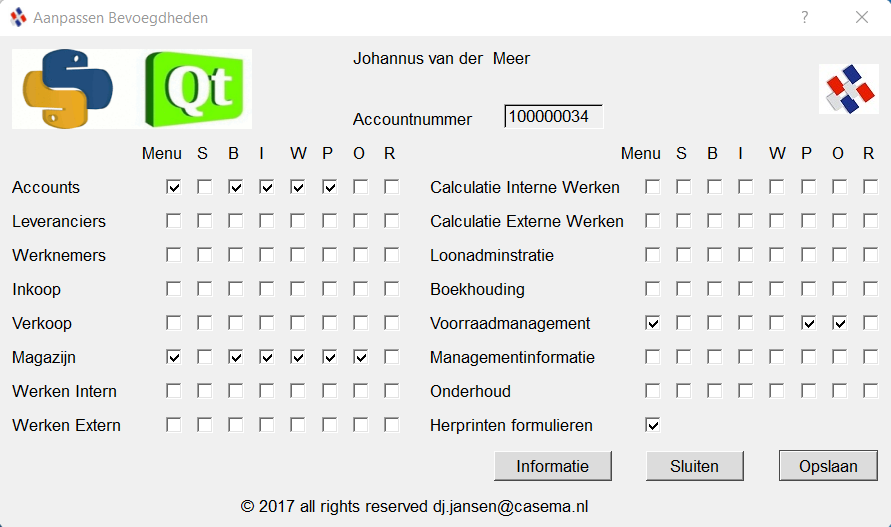 Aanpassen Bevoegdheden
?
Qt
Johannus van der  Meer
Accountnummer 100000034
Menu S B I W P O R Menu S B I W P O R
Accounts Calculatie Interne Werken
Leveranciers Calculatie Externe Werken
Werknemers Loonadminstratie
Inkoop Boekhouding
Verkoop Voorraadmanagement
Magazijn Managementinformatie
Werken Intern Onderhoud
Werken Extern Herprinten formulieren
Informatie Sluiten Opslaan
© 2017 all rights reserved dj.jansen@casema.nl